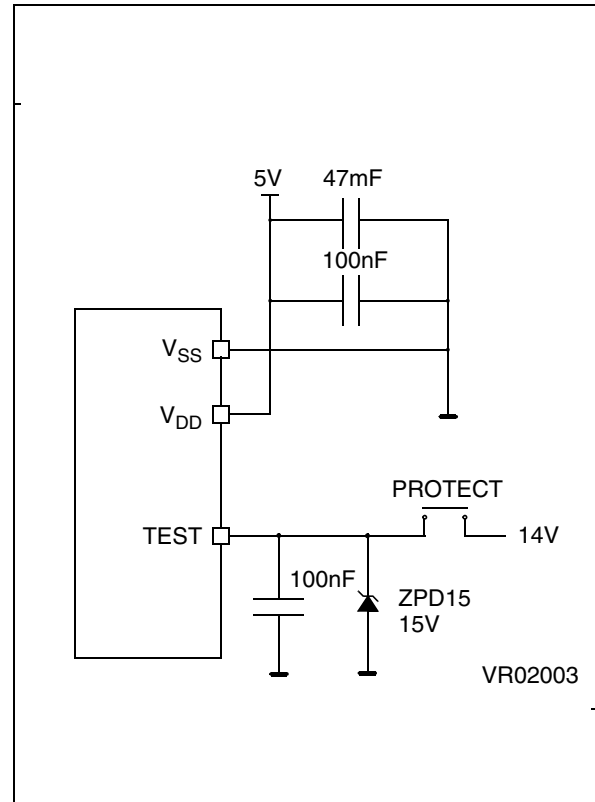 5V 47mF
100nF
VSS
VDD
PROTECT
TEST 14V
100nF ZPD15
15V
VR02003